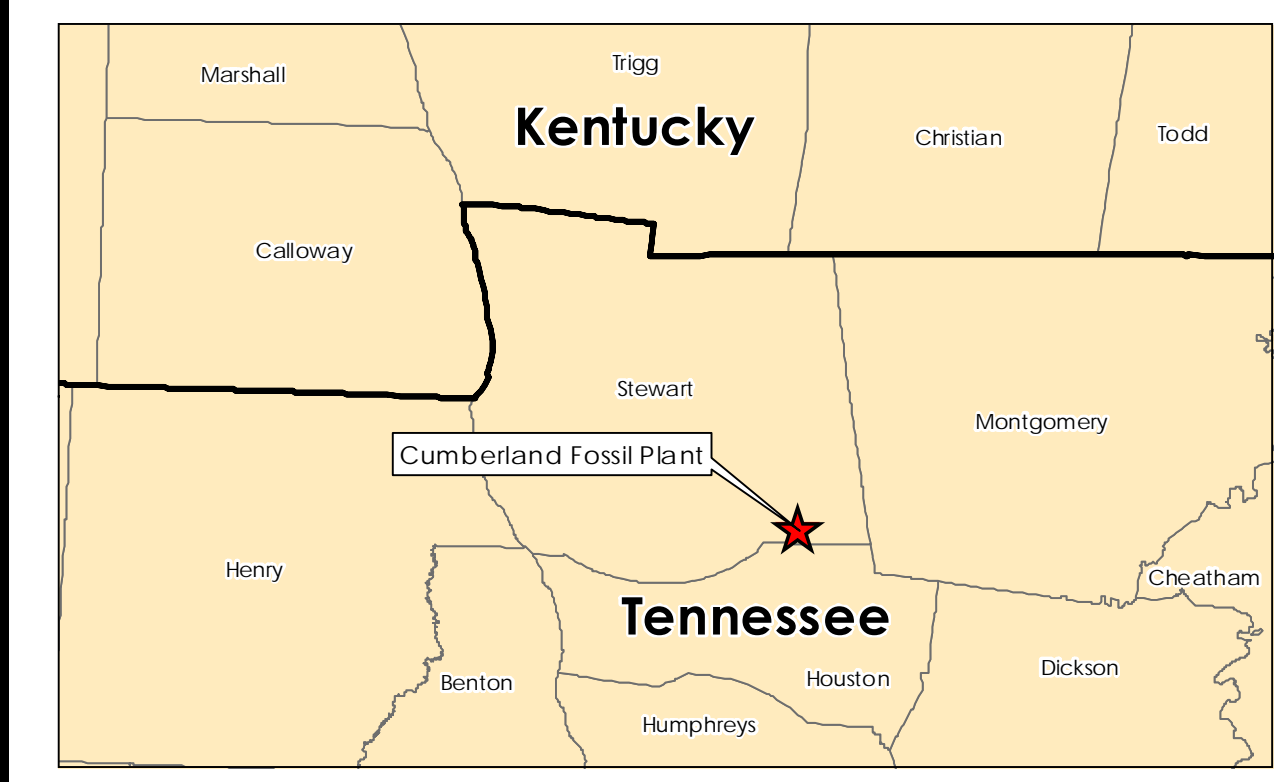 Trigg
Marshall
Kentucky
Todd
Christian
Calloway
Stewart
Montgomery
Cumberland Fossil Plant
Henry
Cheatham
Tennessee
Dickson
Houston
Benton
Humphreys